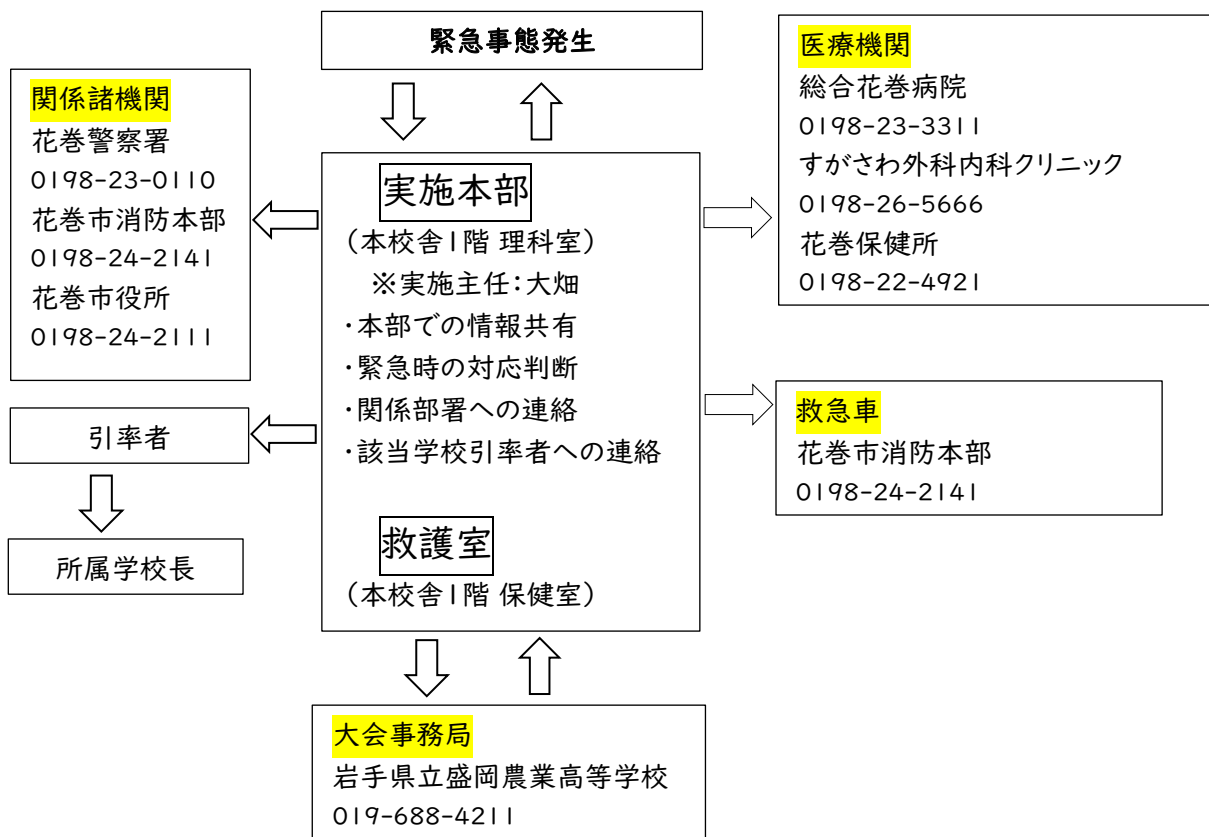 緊急事態発生
関係諸機関
花巻警察署
0198-23-0110
花巻市消防本部
0198-24-2141
花巻市役所
0198-24-2111
引率者
所属学校長
実施本部
(本校舎1階 理科室)
※実施主任:大畑
・本部での情報共有
・緊急時の対応判断
・関係部署への連絡
・該当学校引率者への連絡
救護室
(本校舎1階 保健室)
医療機関
総合花巻病院
0198-23-3311
すがさわ外科内科クリニック
0198-26-5666
花巻保健所
0198-22-4921
救急車
花巻市消防本部
0198-24-2141
大会事務局
岩手県立盛岡農業高等学校
019-688-4211